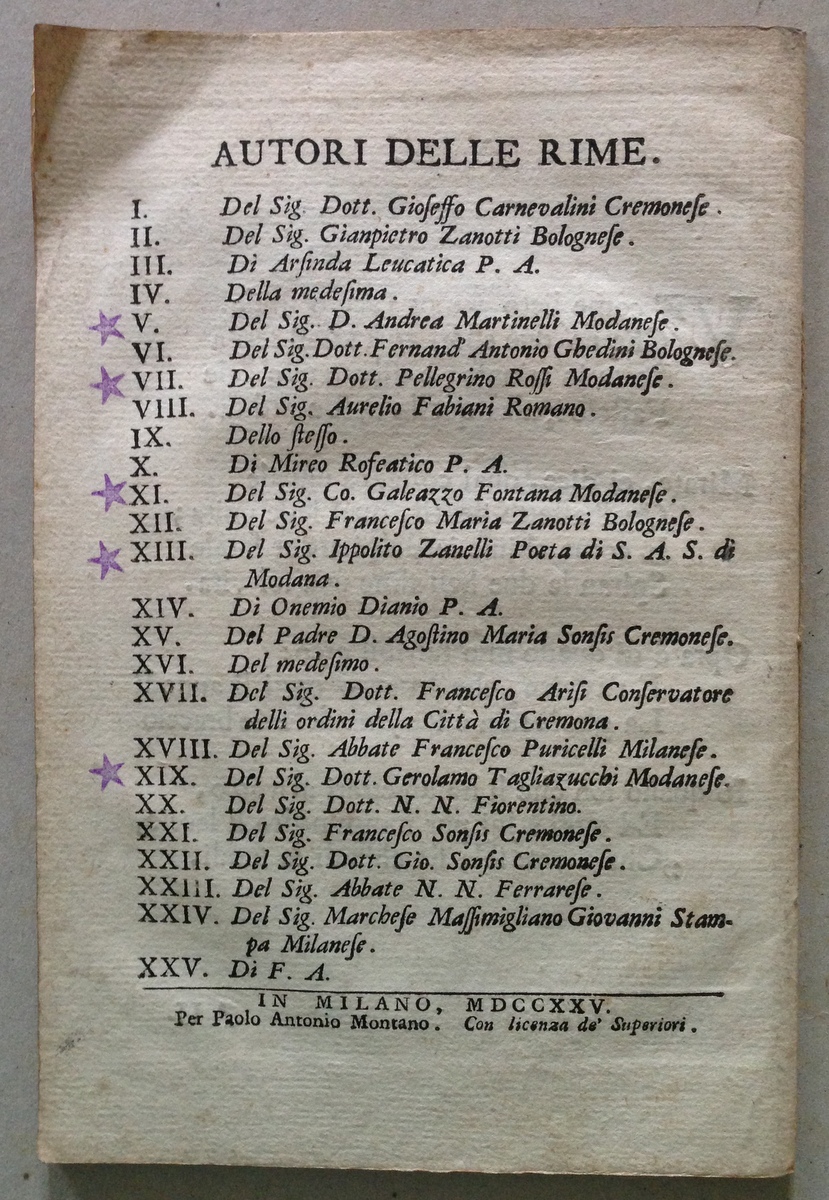 AUTORI DELLE RIME.
I. Del Sig. Dott. Gioſeffo Carnevalini Cremoneſe.
II. Del Sig. Gianpietro Zanotti Bologneſe.
III. Di Arſinda Leucatica P. A.
IV. Della medeſima.
V. Del Sig. D. Andrea Martinelli Modaneſe.
VI. Del Sig. Dott. Fernand' Antonio Ghedini Bologneſe.
VII. Del Sig. Dott. Pellegrino Roſſi Modaneſe.
VIII. Del Sig. Aurelio Fabiani Romano.
IX. Dello ſteſſo.
X. Di Mireo Rofeatico P. A.
XI. Del Sig. Co. Galeazzo Fontana Modaneſe.
XII. Del Sig. Franceſco Maria Zanotti Bologneſe.
XIII. Del Sig. Ippolito Zanelli Poeta di S. A. S. di
Modana.
XIV. Di Onemio Dianio P. A.
XV. Del Padre D. Agoſtino Maria Sonſis Cremoneſe.
XVI. Del medeſimo.
XVII. Del Sig. Dott. Franceſco Ariſi Conſervatore
delli ordini della Città di Cremona.
XVIII. Del Sig. Abbate Franceſco Puricelli Milaneſe.
XIX. Del Sig. Dott. Gerolamo Tagliazucchi Modaneſe.
XX. Del Sig. Dott. N. N. Fiorentino.
XXI. Del Sig. Franceſco Sonſis Cremoneſe.
XXII. Del Sig. Dott. Gio. Sonſis Cremoneſe.
XXIII. Del Sig. Abbate N. N. Ferrareſe.
XXIV. Del Sig. Marcheſe Maſſimigliano Giovanni Stam-
pa Milaneſe.
XXV. Di F. A.
IN MILANO, MDCCXXV.
Per Paolo Antonio Montano. Con licenza de' Superiori.